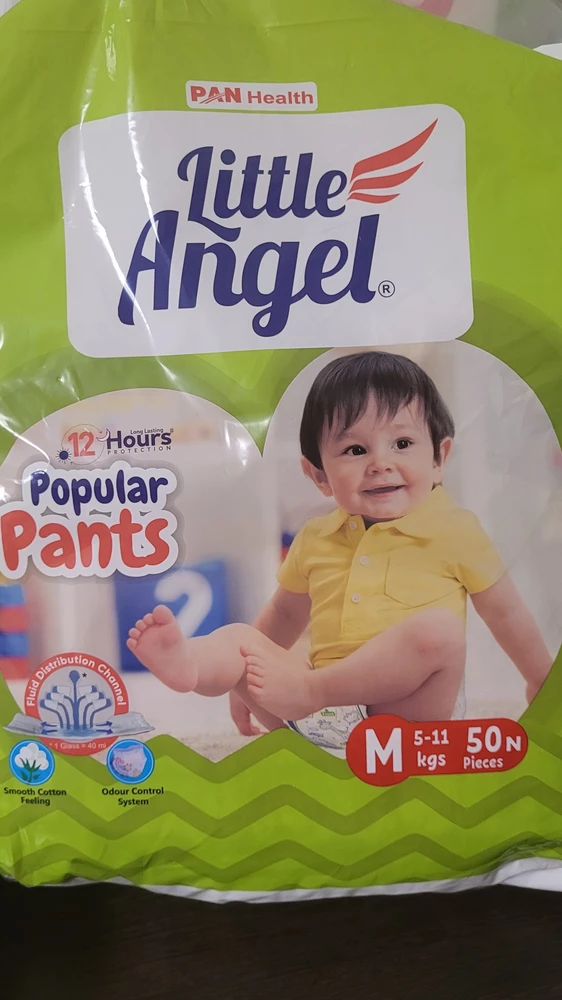 PAN Health
Little
Angel®
12 Hours
Long Lasting
PROTECTION
Popular
Pants
Fluid Distribution Channel
* 1 Glass = 40 ml
Smooth Cotton
Feeling
Odour Control
System
M
5-11
kgs
50N
Pieces
2